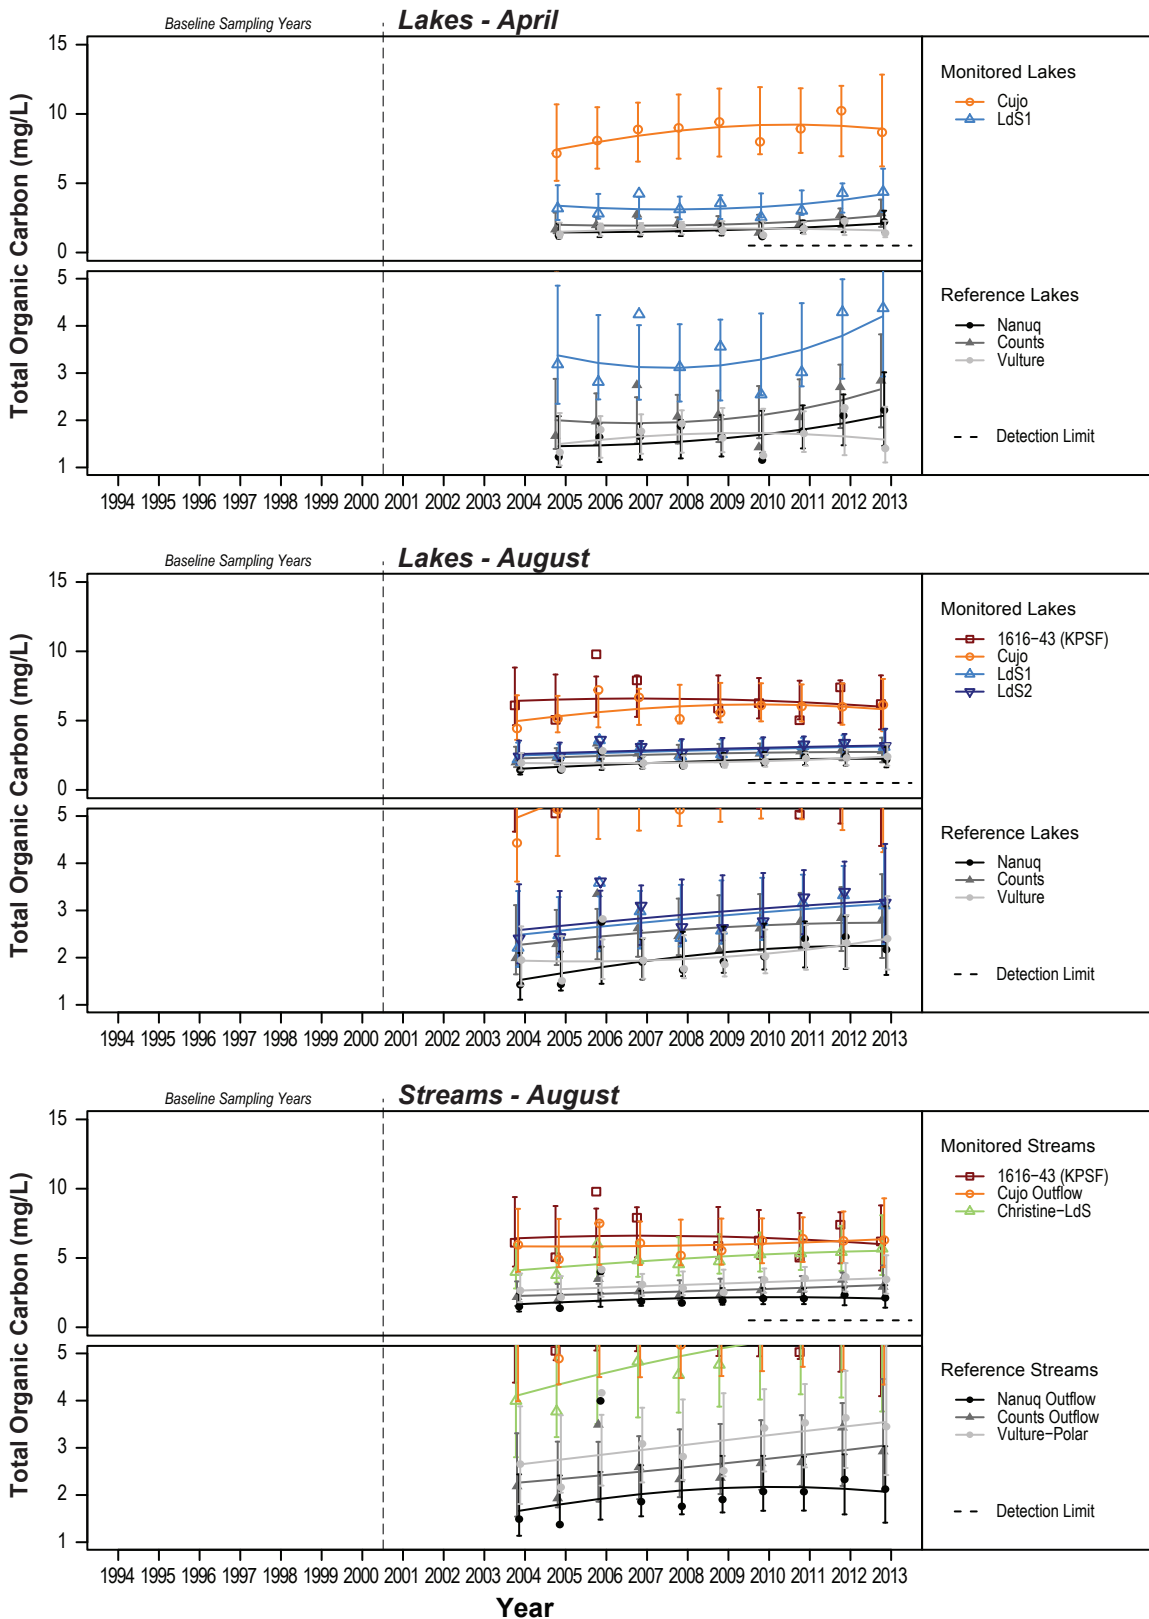 Baseline Sampling Years
Lakes - April
Total Organic Carbon (mg/L)
15
10
5
0
5
4
3
2
1
1994 1995 1996 1997 1998 1999 2000 2001 2002 2003 2004 2005 2006 2007 2008 2009 2010 2011 2012 2013
Monitored Lakes
Cujo
LdS1
Reference Lakes
Nanuq
Counts
Vulture
Detection Limit
Baseline Sampling Years
Lakes - August
Total Organic Carbon (mg/L)
15
10
5
0
5
4
3
2
1
1994 1995 1996 1997 1998 1999 2000 2001 2002 2003 2004 2005 2006 2007 2008 2009 2010 2011 2012 2013
Monitored Lakes
1616−43 (KPSF)
Cujo
LdS1
LdS2
Reference Lakes
Nanuq
Counts
Vulture
Detection Limit
Baseline Sampling Years
Streams - August
Total Organic Carbon (mg/L)
15
10
5
0
5
4
3
2
1
1994 1995 1996 1997 1998 1999 2000 2001 2002 2003 2004 2005 2006 2007 2008 2009 2010 2011 2012 2013
Monitored Streams
1616−43 (KPSF)
Cujo Outflow
Christine−LdS
Reference Streams
Nanuq Outflow
Counts Outflow
Vulture−Polar
Detection Limit
Year